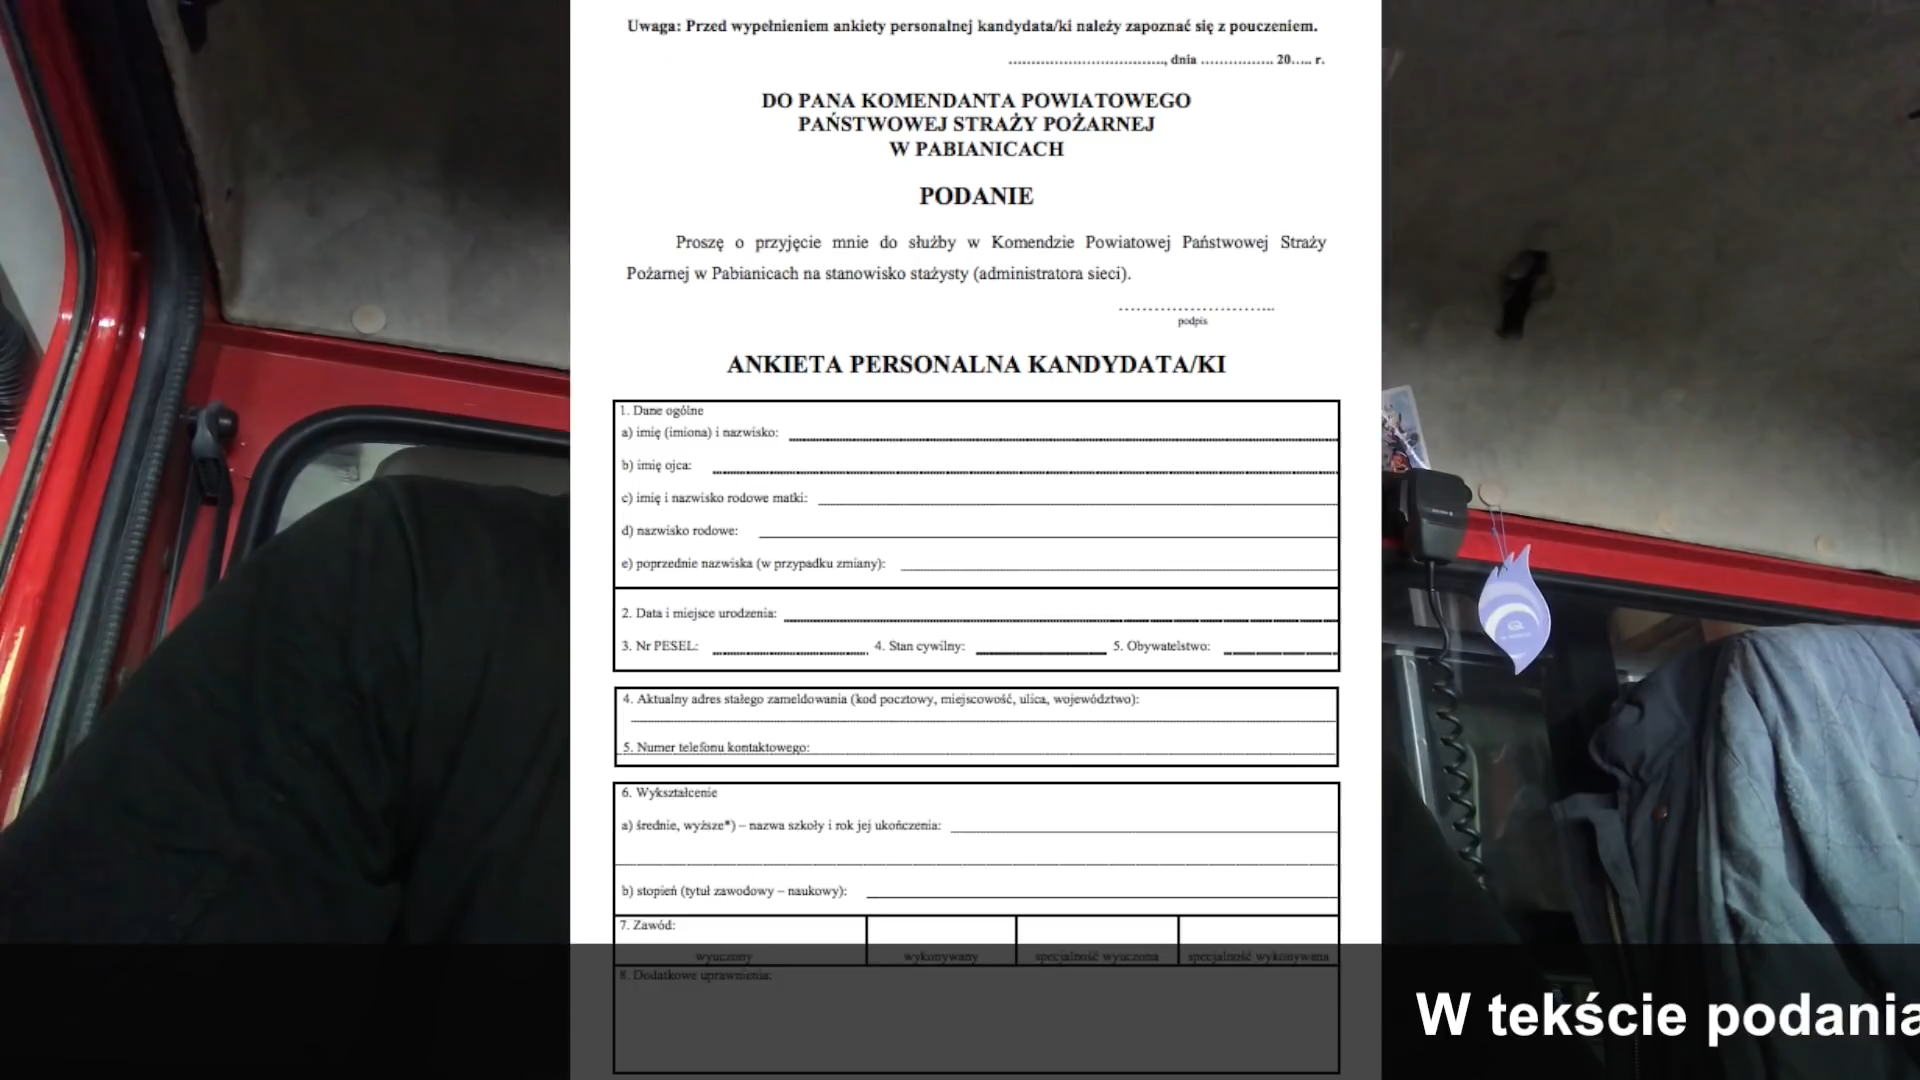 Uwaga: Przed wypełnieniem ankiety personalnej kandydata/ki należy zapoznać się z pouczeniem.
..................................., dnia ................ 20..... r.
DO PANA KOMENDANTA POWIATOWEGO
PAŃSTWOWEJ STRAŻY POŻARNEJ
W PABIANICACH
PODANIE
Proszę o przyjęcie mnie do służby w Komendzie Powiatowej Państwowej Straży
Pożarnej w Pabianicach na stanowisko stażysty (administratora sieci).
podpis
ANKIETA PERSONALNA KANDYDATA/KI
1. Dane ogólne
a) imię (imiona) i nazwisko:
b) imię ojca:
c) imię i nazwisko rodowe matki:
d) nazwisko rodowe:
e) poprzednie nazwiska (w przypadku zmiany):
2. Data i miejsce urodzenia:
3. Nr PESEL: 4. Stan cywilny: 5. Obywatelstwo:
4. Aktualny adres stałego zameldowania (kod pocztowy, miejscowość, ulica, województwo):
5. Numer telefonu kontaktowego:
6. Wykształcenie
a) średnie, wyższe*) – nazwa szkoły i rok jej ukończenia:
b) stopień (tytuł zawodowy – naukowy):
7. Zawód:
wyuczony wykonywany specjalność wyuczona specjalność wykonywana
8. Dodatkowe uprawnienia:
W tekście podania